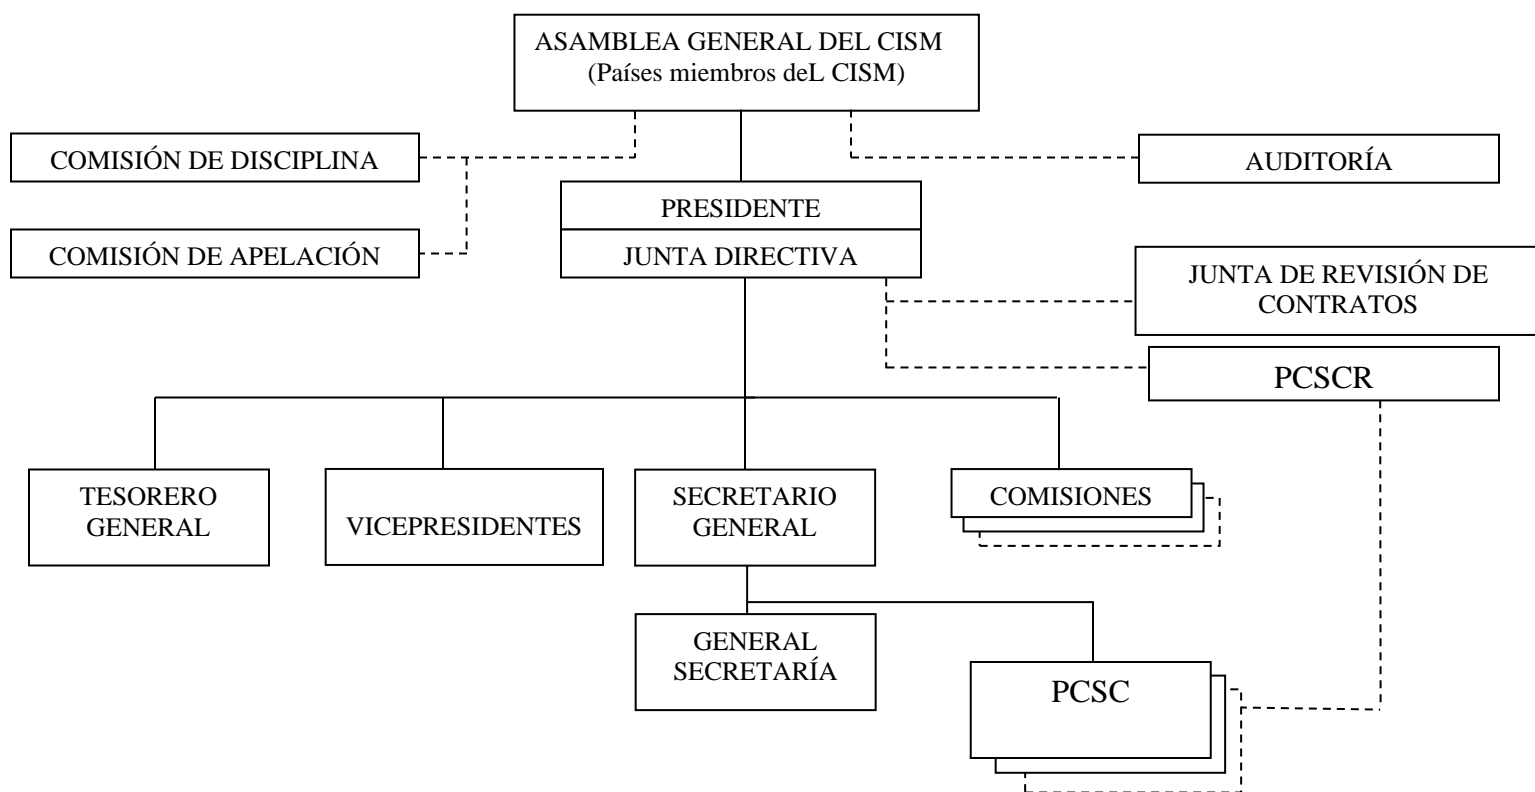 ASAMBLEA GENERAL DEL CISM
(Países miembros deL CISM)
COMISIÓN DE DISCIPLINA
AUDITORÍA
PRESIDENTE
COMISIÓN DE APELACIÓN
JUNTA DIRECTIVA
JUNTA DE REVISIÓN DE
CONTRATOS
PCSCR
TESORERO
GENERAL
VICEPRESIDENTES
SECRETARIO
GENERAL
COMISIONES
GENERAL
SECRETARÍA
PCSC